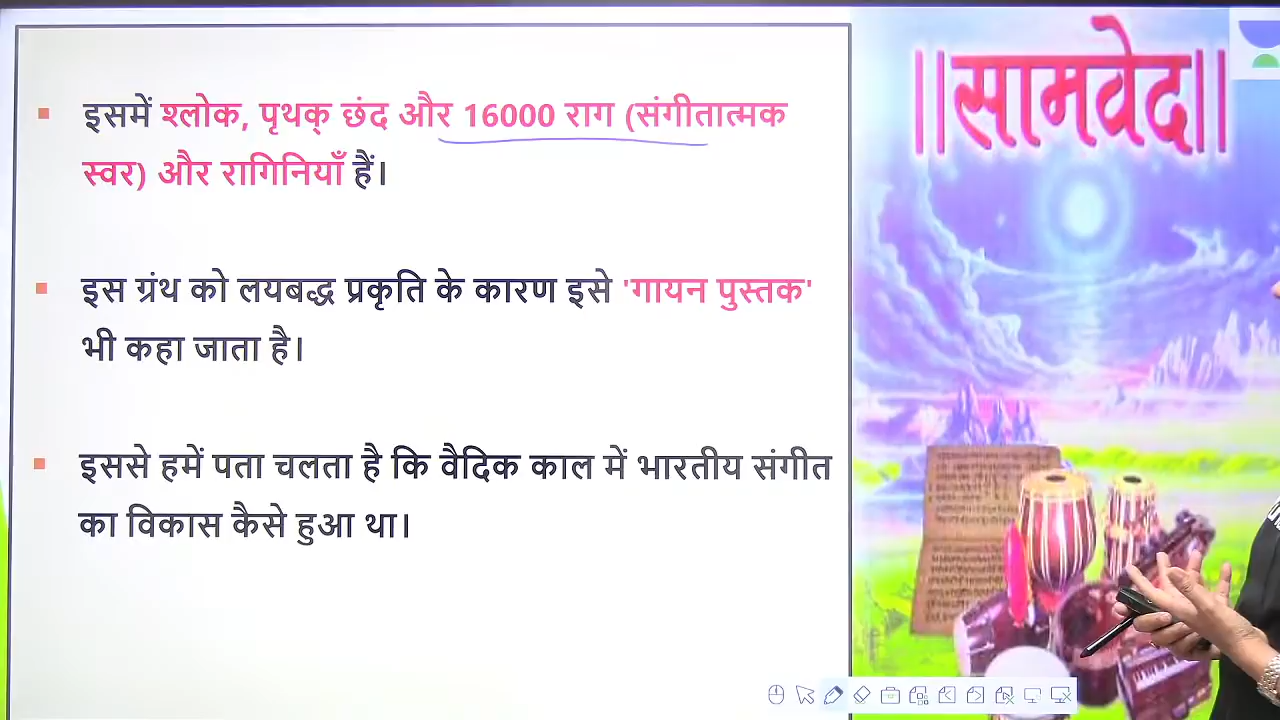 इसमें श्लोक, पृथक् छंद और 16000 राग (संगीतात्मक
स्वर) और रागिनियाँ हैं।
इस ग्रंथ को लयबद्ध प्रकृति के कारण इसे 'गायन पुस्तक'
भी कहा जाता है।
इससे हमें पता चलता है कि वैदिक काल में भारतीय संगीत
का विकास कैसे हुआ था।
||सामवेद||